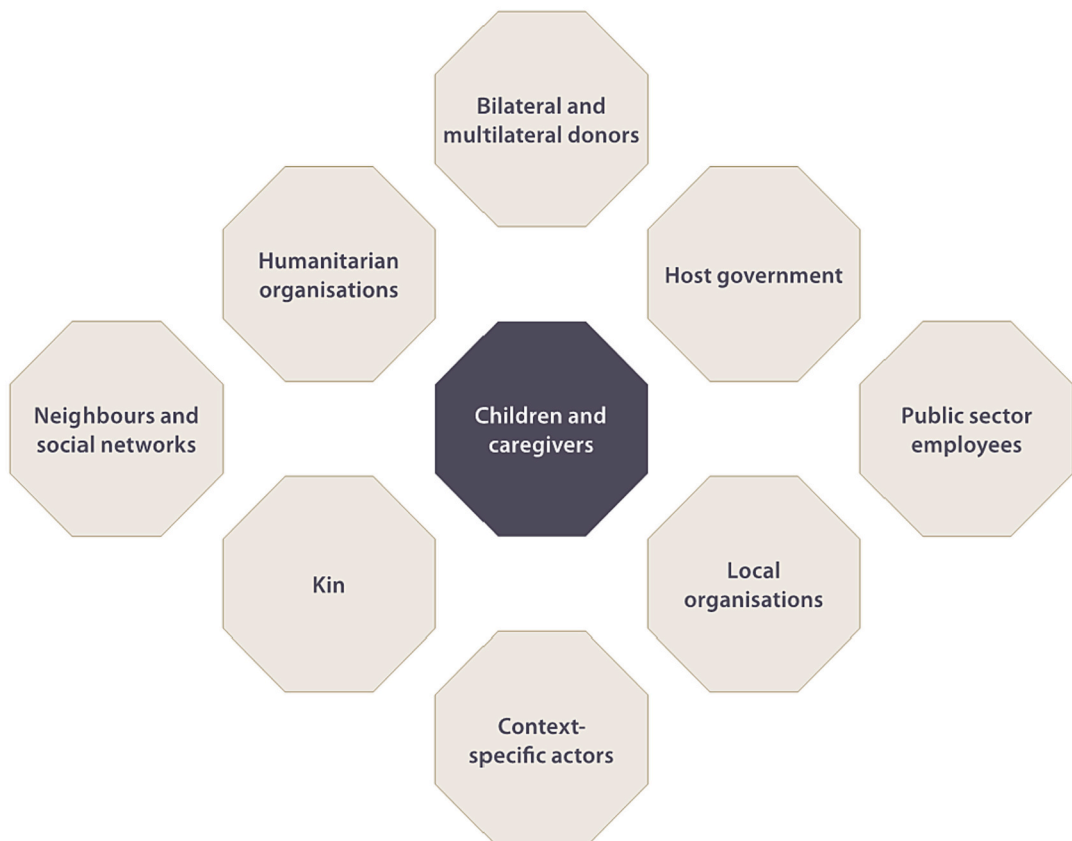 Bilateral and
multilateral donors
Humanitarian
organisations
Host government
Neighbours and
social networks
Children and
caregivers
Public sector
employees
Kin
Local
organisations
Context-
specific actors